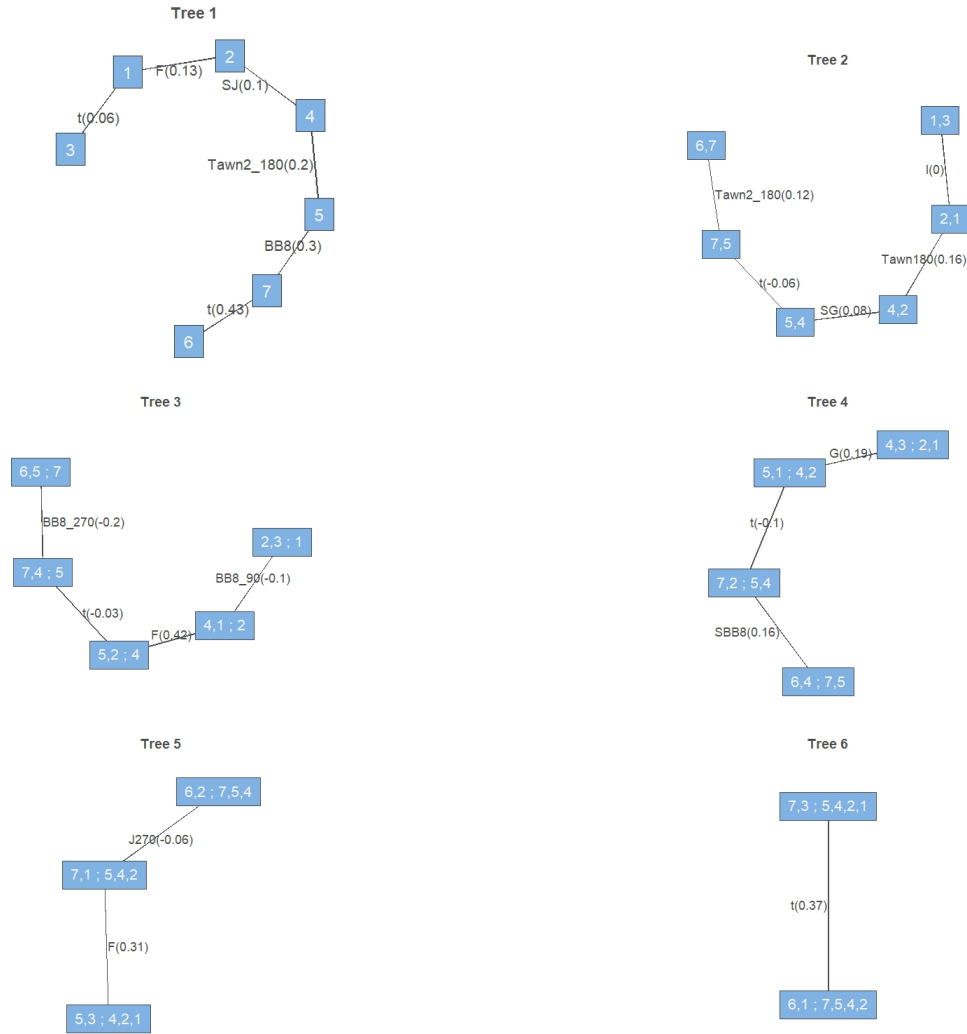 Tree 1
2
1
F(0.13)
SJ(0.1)
4
t(0.06)
3
Tawn2_180(0.2)
5
BB8(0.3)
7
t(0.43)
6
Tree 2
1,3
6,7
I(0)
Tawn2_180(0.12)
2,1
7,5
Tawn180(0.16)
t(-0.06)
SG(0.08)
4,2
5,4
Tree 3
6,5 ; 7
BB8_270(-0.2)
2,3 ; 1
7,4 ; 5
BB8_90(-0.1)
t(-0.03)
4,1 ; 2
F(0.42)
5,2 ; 4
Tree 4
4,3 ; 2,1
G(0.19)
5,1 ; 4,2
t(-0.1)
7,2 ; 5,4
SBB8(0.16)
6,4 ; 7,5
Tree 5
6,2 ; 7,5,4
J270(-0.06)
7,1 ; 5,4,2
F(0.31)
5,3 ; 4,2,1
Tree 6
7,3 ; 5,4,2,1
t(0.37)
6,1 ; 7,5,4,2